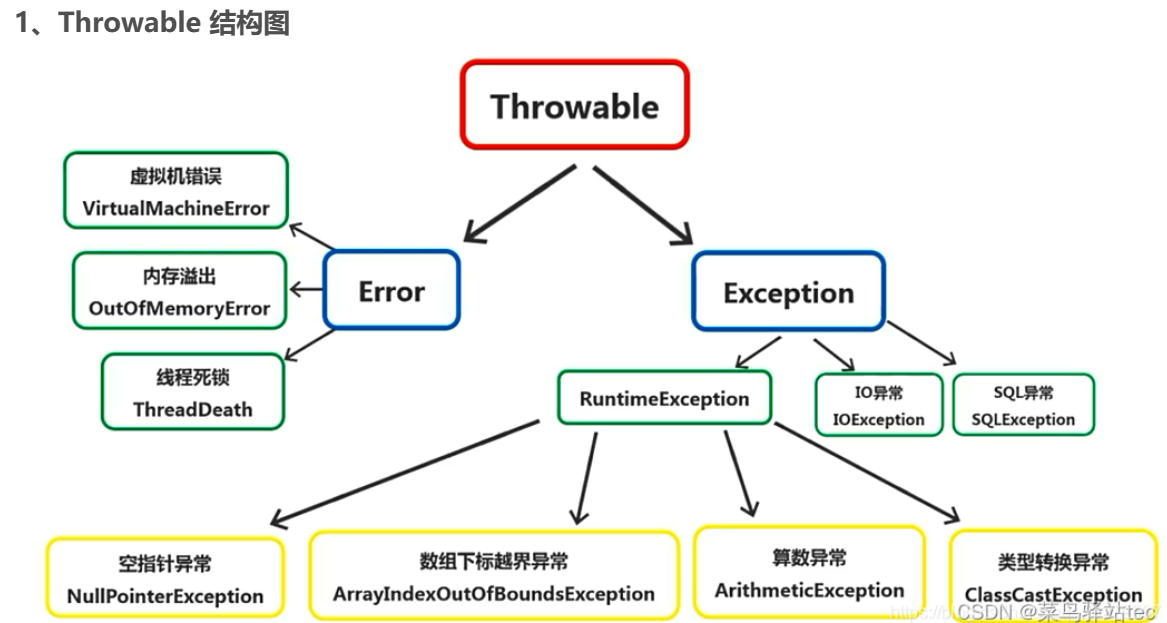 1、Throwable 结构图
Throwable
虚拟机错误
VirtualMachineError
内存溢出
OutOfMemoryError
线程死锁
ThreadDeath
Error
Exception
RuntimeException
IO异常
IOException
SQL异常
SQLException
空指针异常
NullPointerException
数组下标越界异常
ArrayIndexOutOfBoundsException
算数异常
ArithmeticException
类型转换异常
ClassCastException
CSDN @菜鸟驿站tec